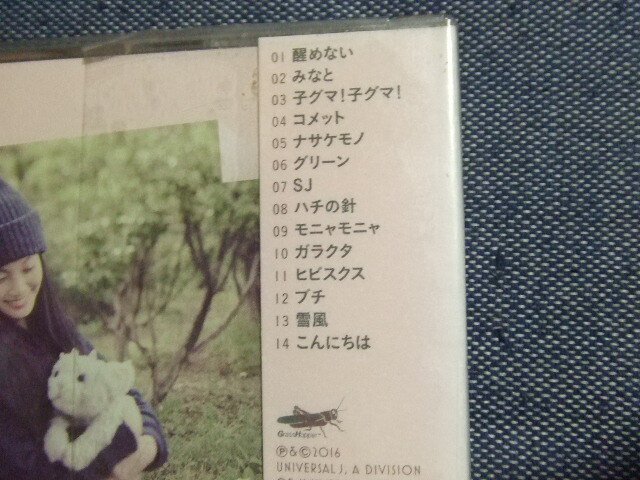 01 醒めない
02 みなと
03 子グマ!子グマ!
04 コメット
05 ナサケモノ
06 グリーン
07 SJ
08 ハチの針
09 モニャモニャ
10 ガラクタ
11 ヒビスクス
12 ブチ
13 雪風
14 こんにちは
℗&©2016
UNIVERSAL J, A DIVISION